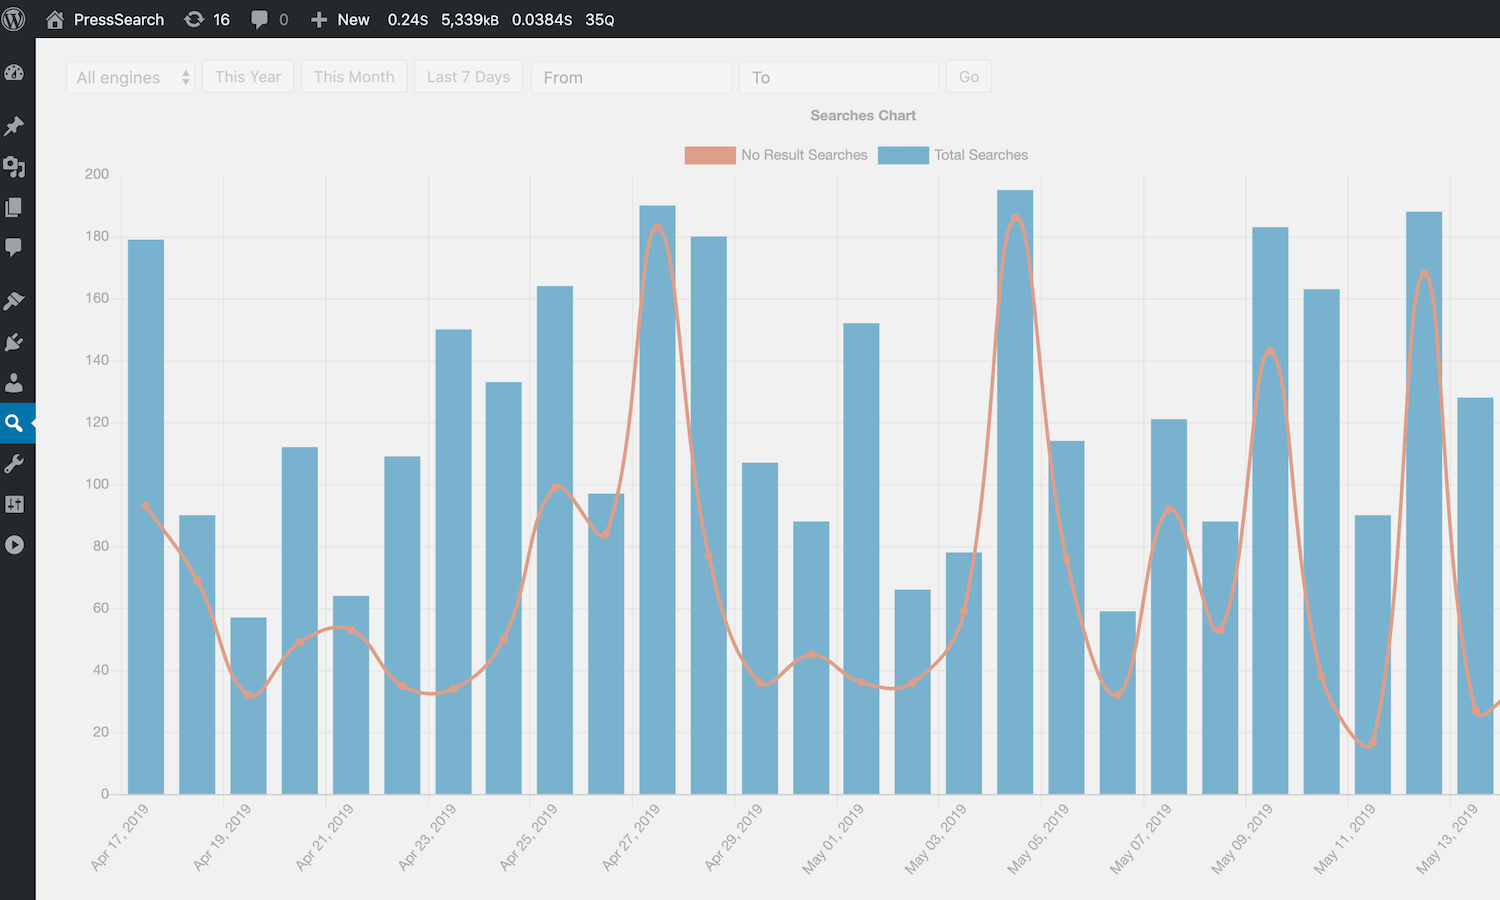 PressSearch 16 0 New 0.24S 5,339KB 0.0384S 35Q
All engines This Year This Month Last 7 Days From To Go
Searches Chart
No Result Searches Total Searches
200
180
160
140
120
100
80
60
40
20
0
Apr 17, 2019 Apr 19, 2019 Apr 21, 2019 Apr 23, 2019 Apr 25, 2019 Apr 27, 2019 Apr 29, 2019 May 01, 2019 May 03, 2019 May 05, 2019 May 07, 2019 May 09, 2019 May 11, 2019 May 13, 2019